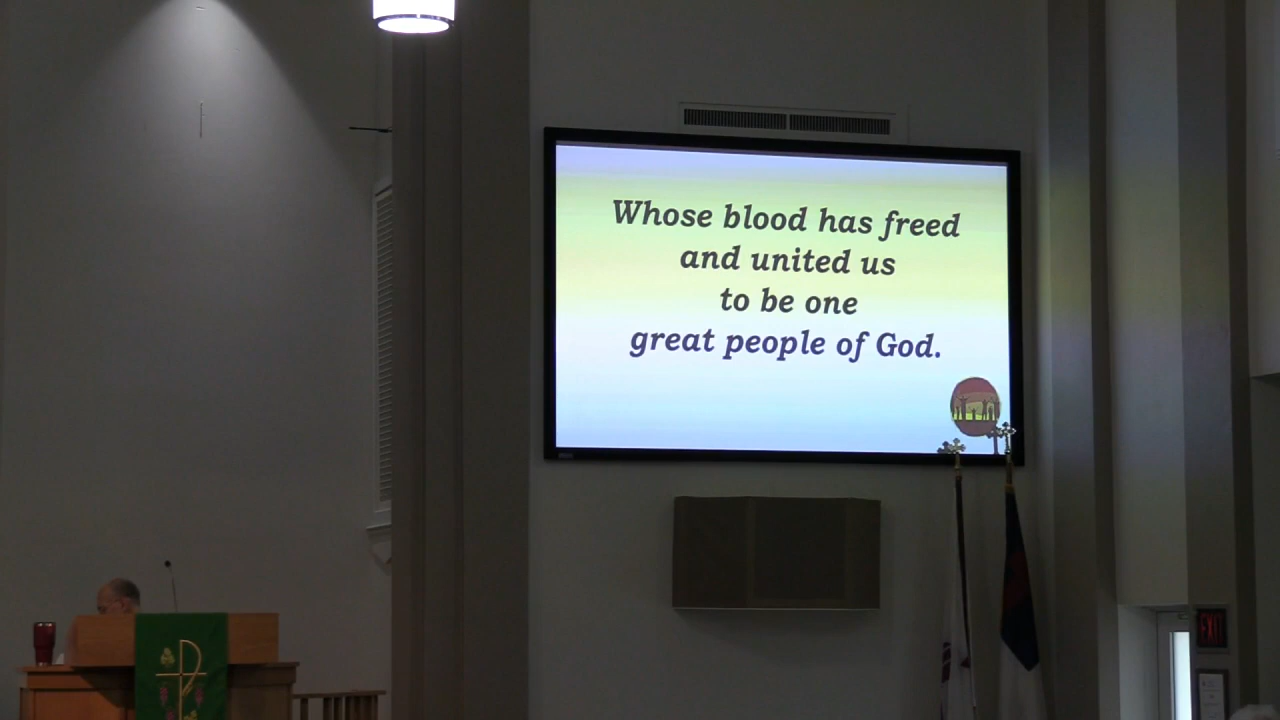 Whose blood has freed
and united us
to be one
great people of God.
EXIT